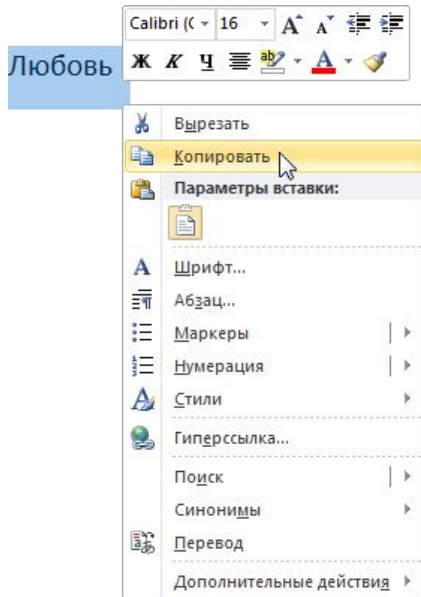 Calibri (С 16
Любовь
Ж К Ч
Вырезать
Копировать
Параметры вставки:
Шрифт...
Абзац...
Маркеры
Нумерация
Стили
Гиперссылка...
Поиск
Синонимы
Перевод
Дополнительные действия